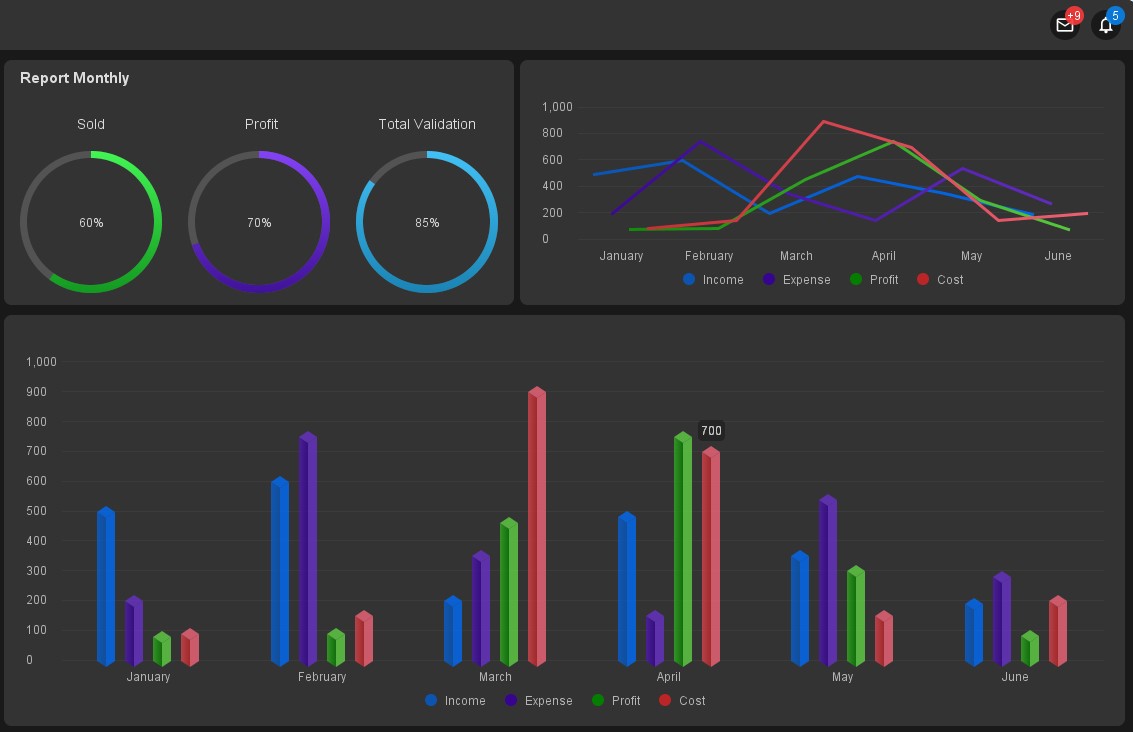 +9 5
Report Monthly
Sold Profit Total Validation
60% 70% 85%
1,000
800
600
400
200
0
January February March April May June
Income Expense Profit Cost
1,000
900
800
700
600
500
400
300
200
100
0
700
January February March April May June
Income Expense Profit Cost